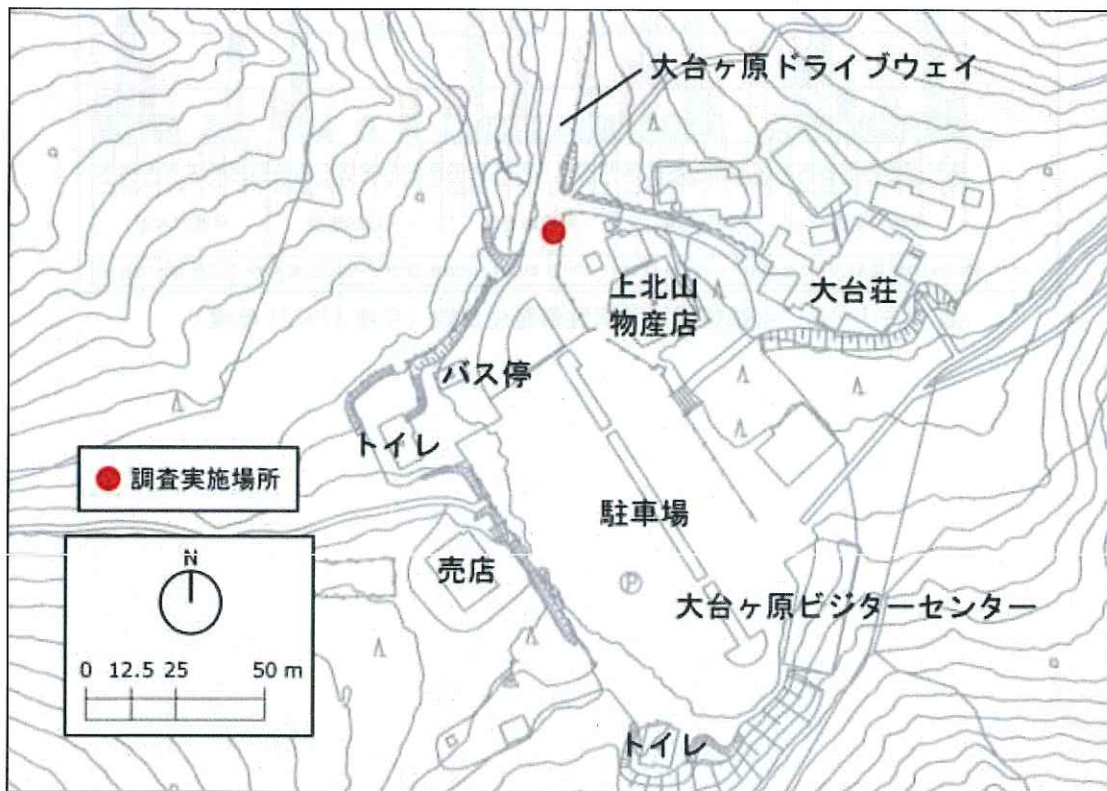 大台ヶ原ドライブウェイ
上北山
物産店
大台荘
バス停
トイレ
調査実施場所
駐車場
売店
P
大台ヶ原ビジターセンター
N
0 12.5 25 50 m
トイレ